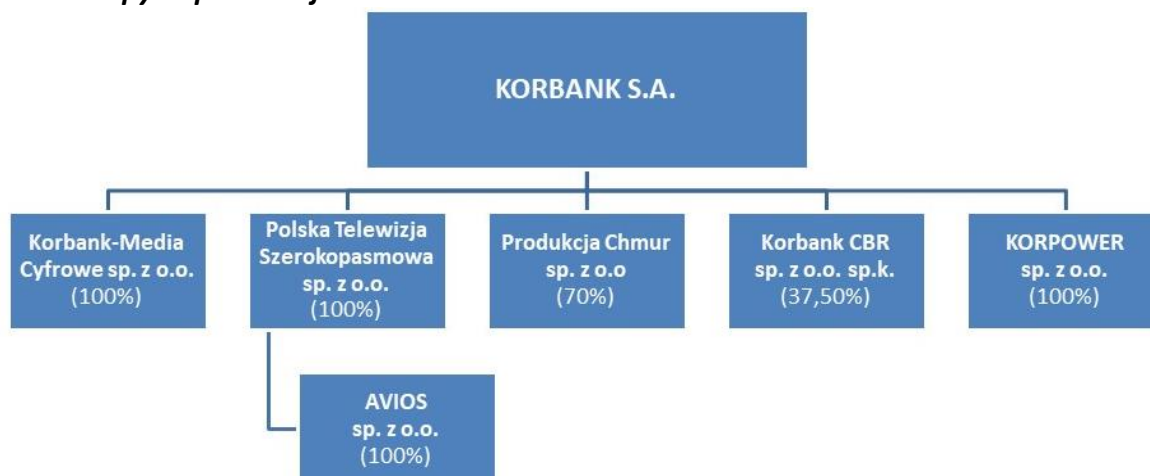 KORBANK S.A.
Korbank-Media
Cyfrowe sp. z o.o.
(100%)
Polska Telewizja
Szerokopasmowa
sp. z o.o.
(100%)
Produkcja Chmur
sp. z o.o
(70%)
Korbank CBR
sp. z o.o. sp.k.
(37,50%)
KORPOWER
sp. z o.o.
(100%)
AVIOS
sp. z o.o.
(100%)